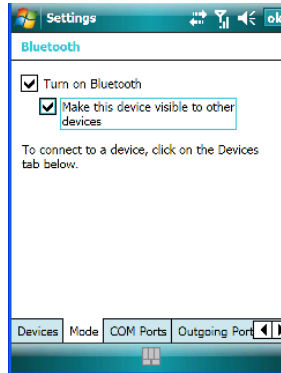 Settings
ok
Bluetooth
Turn on Bluetooth
Make this device visible to other
devices
To connect to a device, click on the Devices
tab below.
Devices Mode COM Ports Outgoing Port